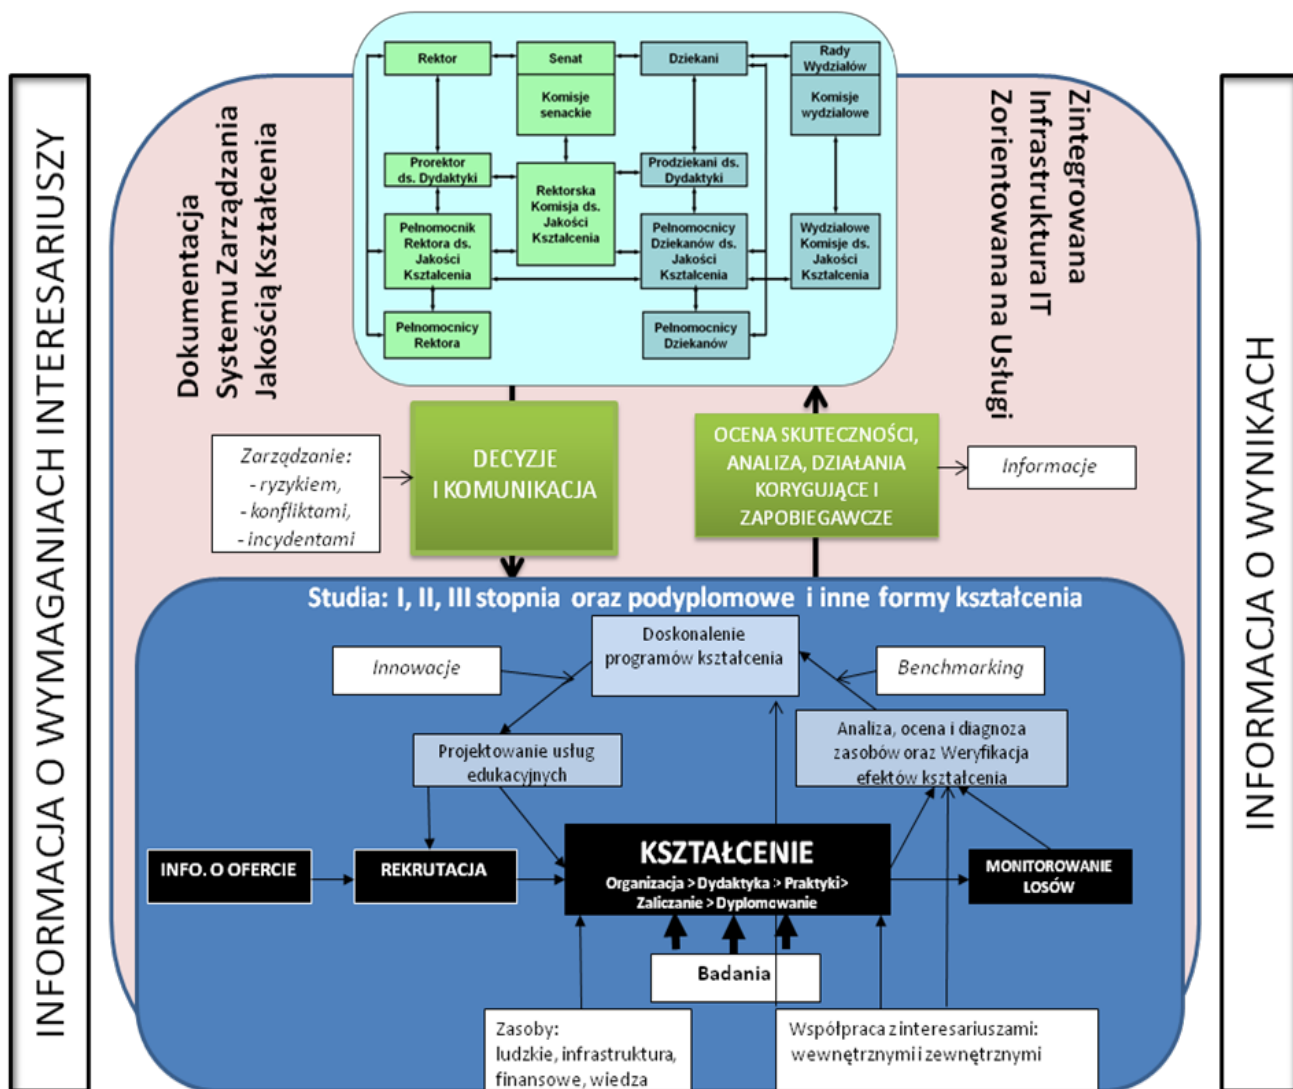 INFORMACJA O WYMAGANIACH INTERESARIUSZY
Dokumentacja
Systemu Zarządzania
Jakością Kształcenia
Rektor
Senat
Dziekani
Rady
Wydziałów
Komisje
senackie
Komisje
wydziałowe
Prorektor
ds. Dydaktyki
Rektorska
Komisja ds.
Jakości
Kształcenia
Prodziekani ds.
Dydaktyki
Pełnomocnik
Rektora ds.
Jakości
Kształcenia
Pełnomocnicy
Dziekanów ds.
Jakości
Kształcenia
Wydziałowe
Komisje ds.
Jakości
Kształcenia
Pełnomocnicy
Rektora
Pełnomocnicy
Dziekanów
Zintegrowana
Infrastruktura IT
Zorientowana na Usługi
INFORMACJA O WYNIKACH
Zarządzanie:
- ryzykiem,
- konfliktami,
- incydentami
DECYZJE
I KOMUNIKACJA
OCENA SKUTECZNOŚCI,
ANALIZA, DZIAŁANIA
KORYGUJĄCE I
ZAPOBIEGAWCZE
Informacje
Studia: I, II, III stopnia oraz podyplomowe i inne formy kształcenia
Innowacje
Doskonalenie
programów kształcenia
Benchmarking
Projektowanie usług
edukacyjnych
Analiza, ocena i diagnoza
zasobów oraz Weryfikacja
efektów kształcenia
INFO. O OFERCIE
REKRUTACJA
KSZTAŁCENIE
Organizacja > Dydaktyka > Praktyki>
Zaliczanie > Dyplomowanie
MONITOROWANIE
LOSÓW
Badania
Zasoby:
ludzkie, infrastruktura,
finansowe, wiedza
Współpraca z interesariuszami:
wewnętrznymi i zewnętrznymi